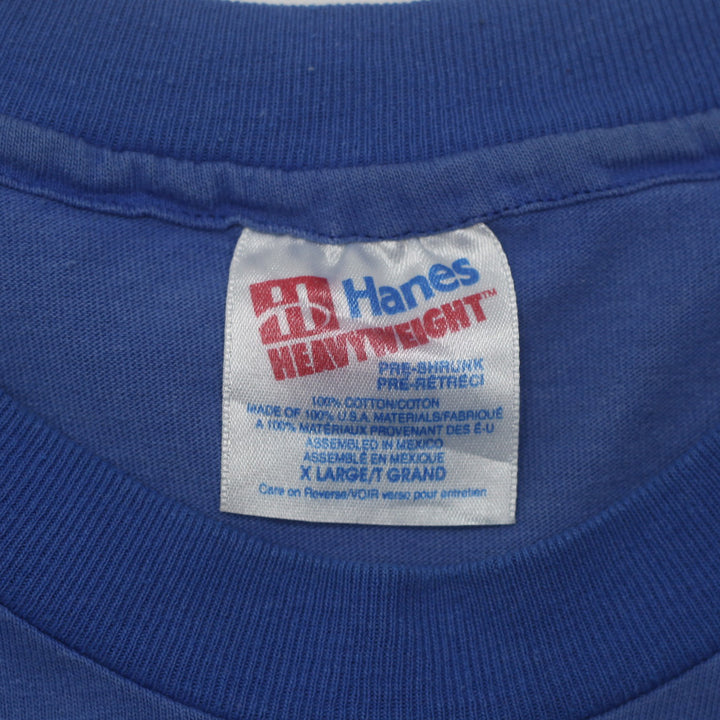 Hanes
HEAVYWEIGHT™
PRE-SHRUNK
PRÉ-RÉTRÉCI
100% COTTON/COTON
MADE OF 100% U.S.A. MATERIALS/FABRIQUÉ
A 100% MATÉRIAUX PROVENANT DES É-U
ASSEMBLED IN MEXICO
ASSEMBLÉ EN MEXIQUE
X LARGE/T GRAND
Care on Reverse/VOIR verso pour entretien